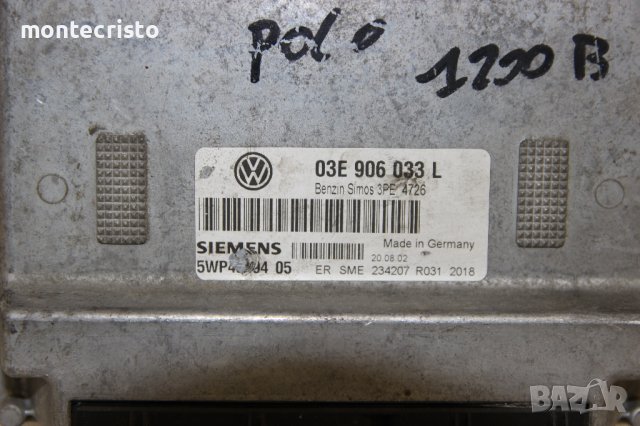 montecristo
polo
1200 B
03E 906 033 L
Benzin Simos 3PE 4726
SIEMENS
Made in Germany
20.08.02
05
ER SME 234207 R031 2018
BAZAR